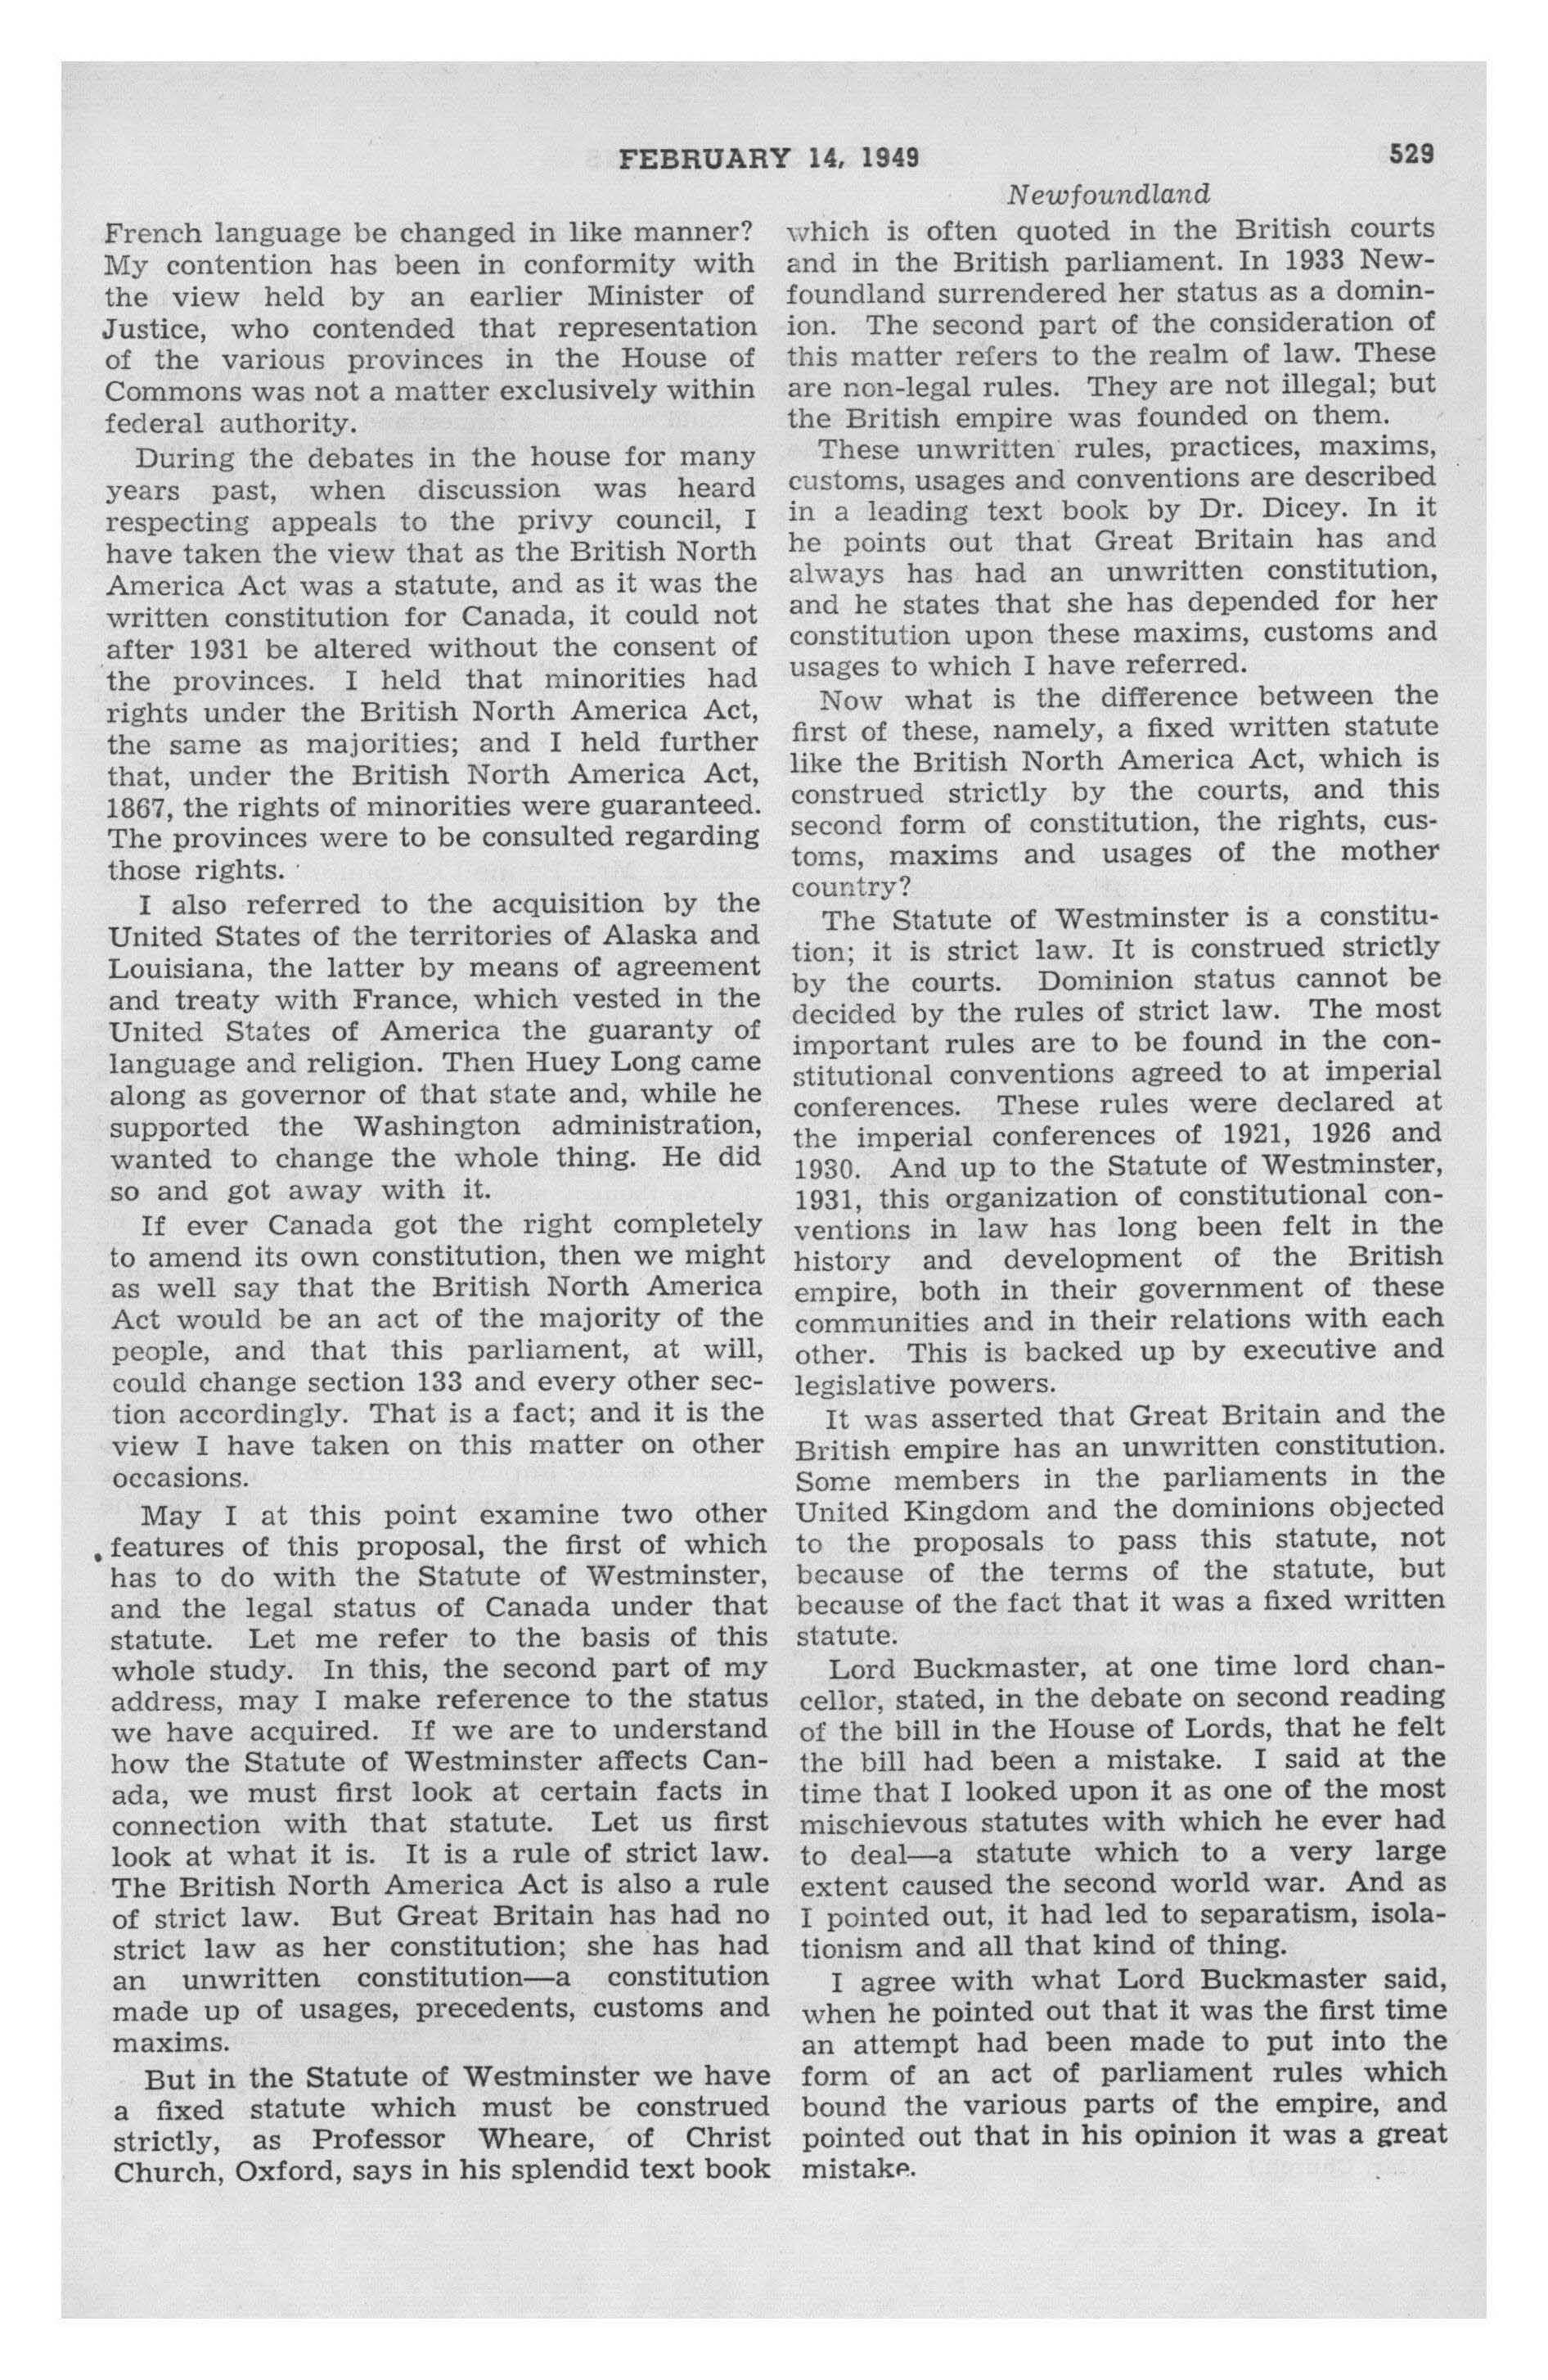 FEBRUARY 14, 1949
529
Newfoundland
French language be changed in like manner?
My contention has been in conformity with
the view held by an earlier Minister of
Justice, who contended that representation
of the various provinces in the House of
Commons was not a matter exclusively within
federal authority.
During the debates in the house for many
years past, when discussion was heard
respecting appeals to the privy council, I
have taken the view that as the British North
America Act was a statute, and as it was the
written constitution for Canada, it could not
after 1931 be altered without the consent of
the provinces. I held that minorities had
rights under the British North America Act,
the same as majorities; and I held further
that, under the British North America Act,
1867, the rights of minorities were guaranteed.
The provinces were to be consulted regarding
those rights.
I also referred to the acquisition by the
United States of the territories of Alaska and
Louisiana, the latter by means of agreement
and treaty with France, which vested in the
United States of America the guaranty of
language and religion. Then Huey Long came
along as governor of that state and, while he
supported the Washington administration,
wanted to change the whole thing. He did
so and got away with it.
If ever Canada got the right completely
to amend its own constitution, then we might
as well say that the British North America
Act would be an act of the majority of the
people, and that this parliament, at will,
could change section 133 and every other sec-
tion accordingly. That is a fact; and it is the
view I have taken on this matter on other
occasions.
May I at this point examine two other
features of this proposal, the first of which
has to do with the Statute of Westminster,
and the legal status of Canada under that
statute. Let me refer to the basis of this
whole study. In this, the second part of my
address, may I make reference to the status
we have acquired. If we are to understand
how the Statute of Westminster affects Can-
ada, we must first look at certain facts in
connection with that statute. Let us first
look at what it is. It is a rule of strict law.
The British North America Act is also a rule
of strict law. But Great Britain has had no
strict law as her constitution; she has had
an unwritten constitution—a constitution
made up of usages, precedents, customs and
maxims.
But in the Statute of Westminster we have
a fixed statute which must be construed
strictly, as Professor Wheare, of Christ
Church, Oxford, says in his splendid text book
which is often quoted in the British courts
and in the British parliament. In 1933 New-
foundland surrendered her status as a domin-
ion. The second part of the consideration of
this matter refers to the realm of law. These
are non-legal rules. They are not illegal; but
the British empire was founded on them.
These unwritten rules, practices, maxims,
customs, usages and conventions are described
in a leading text book by Dr. Dicey. In it
he points out that Great Britain has and
always has had an unwritten constitution,
and he states that she has depended for her
constitution upon these maxims, customs and
usages to which I have referred.
Now what is the difference between the
first of these, namely, a fixed written statute
like the British North America Act, which is
construed strictly by the courts, and this
second form of constitution, the rights, cus-
toms, maxims and usages of the mother
country?
The Statute of Westminster is a constitu-
tion; it is strict law. It is construed strictly
by the courts. Dominion status cannot be
decided by the rules of strict law. The most
important rules are to be found in the con-
stitutional conventions agreed to at imperial
conferences. These rules were declared at
the imperial conferences of 1921, 1926 and
1930. And up to the Statute of Westminster,
1931, this organization of constitutional con-
ventions in law has long been felt in the
history and development of the British
empire, both in their government of these
communities and in their relations with each
other. This is backed up by executive and
legislative powers.
It was asserted that Great Britain and the
British empire has an unwritten constitution.
Some members in the parliaments in the
United Kingdom and the dominions objected
to the proposals to pass this statute, not
because of the terms of the statute, but
because of the fact that it was a fixed written
statute.
Lord Buckmaster, at one time lord chan-
cellor, stated, in the debate on second reading
of the bill in the House of Lords, that he felt
the bill had been a mistake. I said at the
time that I looked upon it as one of the most
mischievous statutes with which he ever had
to deal—a statute which to a very large
extent caused the second world war. And as
I pointed out, it had led to separatism, isola-
tionism and all that kind of thing.
I agree with what Lord Buckmaster said,
when he pointed out that it was the first time
an attempt had been made to put into the
form of an act of parliament rules which
bound the various parts of the empire, and
pointed out that in his opinion it was a great
mistake.